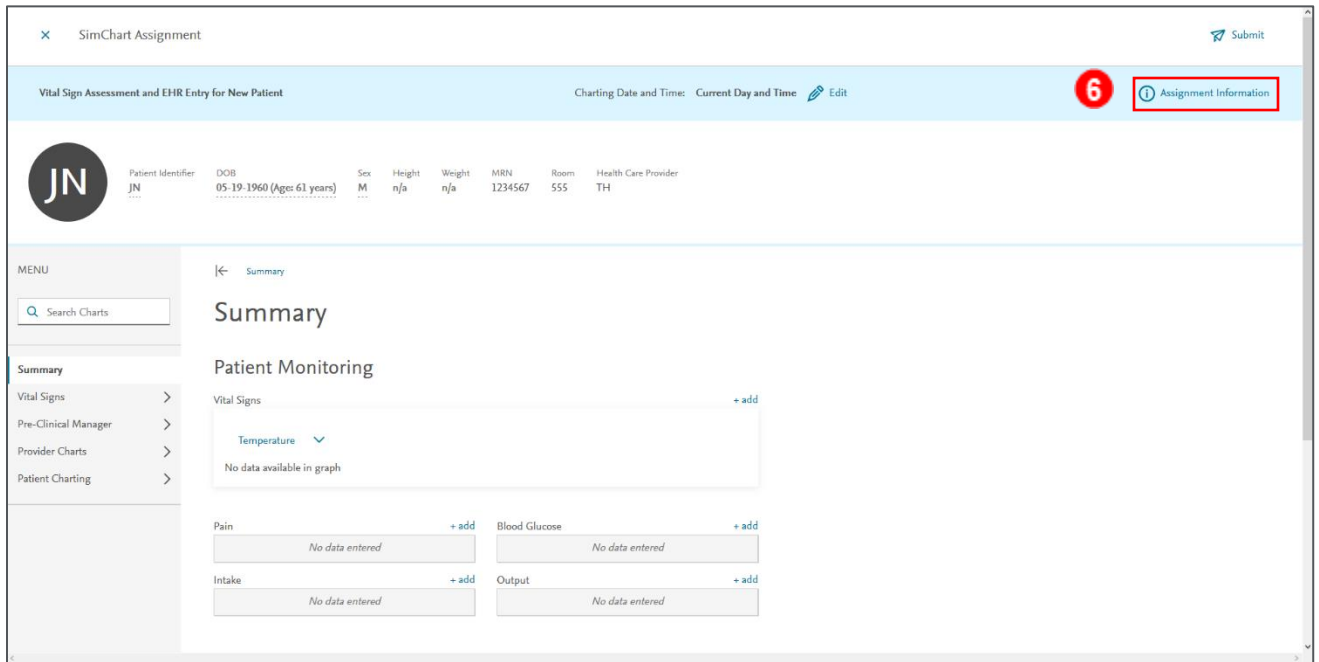 SimChart Assignment
Submit
Vital Sign Assessment and EHR Entry for New Patient
Charting Date and Time: Current Day and Time Edit
6
Assignment Information
JN
Patient Identifier
JN
DOB
05-19-1960 (Age: 61 years)
Sex
M
Height
n/a
Weight
n/a
MRN
1234567
Room
555
Health Care Provider
TH
MENU
Search Charts
Summary
Vital Signs
Pre-Clinical Manager
Provider Charts
Patient Charting
Summary
Summary
Patient Monitoring
Vital Signs + add
Temperature
No data available in graph
Pain + add
No data entered
Blood Glucose + add
No data entered
Intake + add
No data entered
Output + add
No data entered